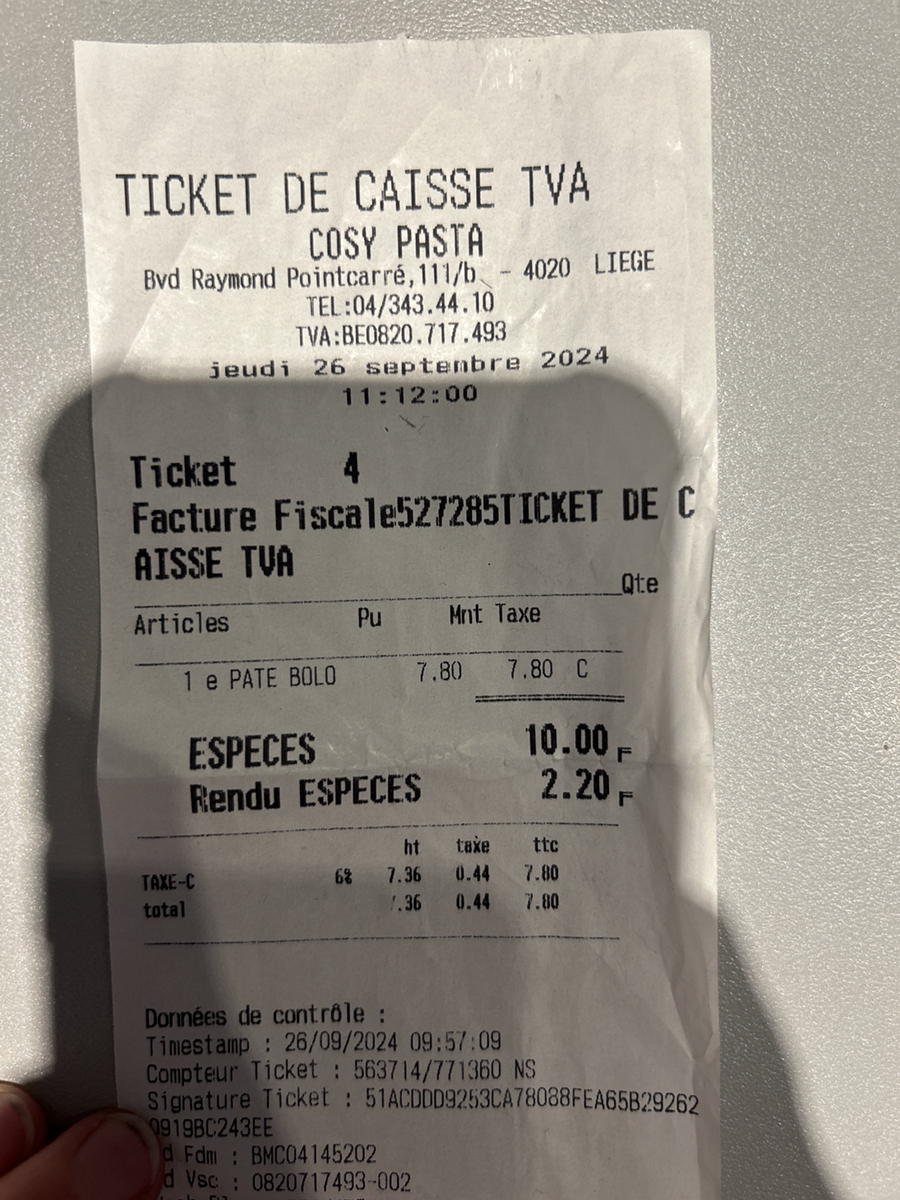 TICKET DE CAISSE TVA
COSY PASTA
Bvd Raymond Pointcarré,111/b - 4020 LIEGE
TEL:04/343.44.10
TVA:BE0820.717.493
jeudi 26 septembre 2024
11:12:00
Ticket 4
Facture Fiscale527285TICKET DE C
AISSE TVA
Qte
Articles Pu Mnt Taxe
1 e PATE BOLO 7.80 7.80 C
ESPECES 10.00 F
Rendu ESPECES 2.20 F
ht taxe ttc
TAXE-C 6% 7.36 0.44 7.80
total 7.36 0.44 7.80
Données de contrôle :
Timestamp : 26/09/2024 09:57:09
Compteur Ticket : 563714/771360 NS
Signature Ticket : 51ACDDD9253CA78088FEA65B29262
0919BC243EE
d Fdm : BMC04145202
d Vsc : 0820717493-002